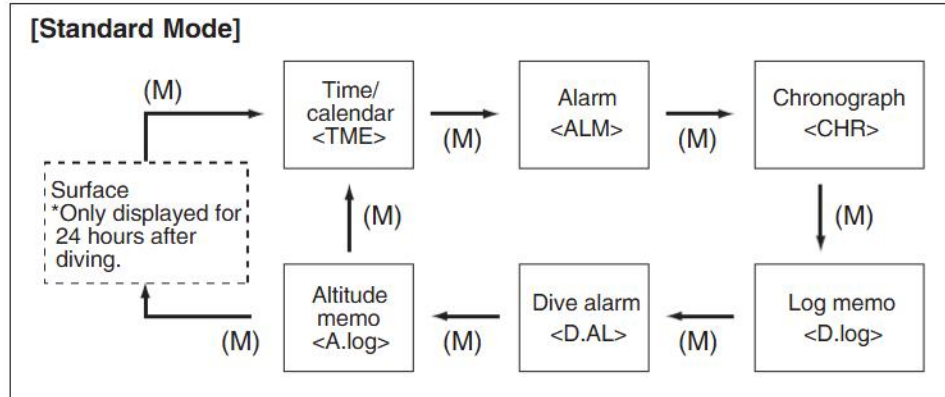 [Standard Mode]
(M)
Time/
calendar
<TME>
(M)
Alarm
<ALM>
(M)
Chronograph
<CHR>
Surface
*Only displayed for
24 hours after
diving.
(M)
(M)
(M)
Altitude
memo
<A.log>
(M)
Dive alarm
<D.AL>
(M)
Log memo
<D.log>